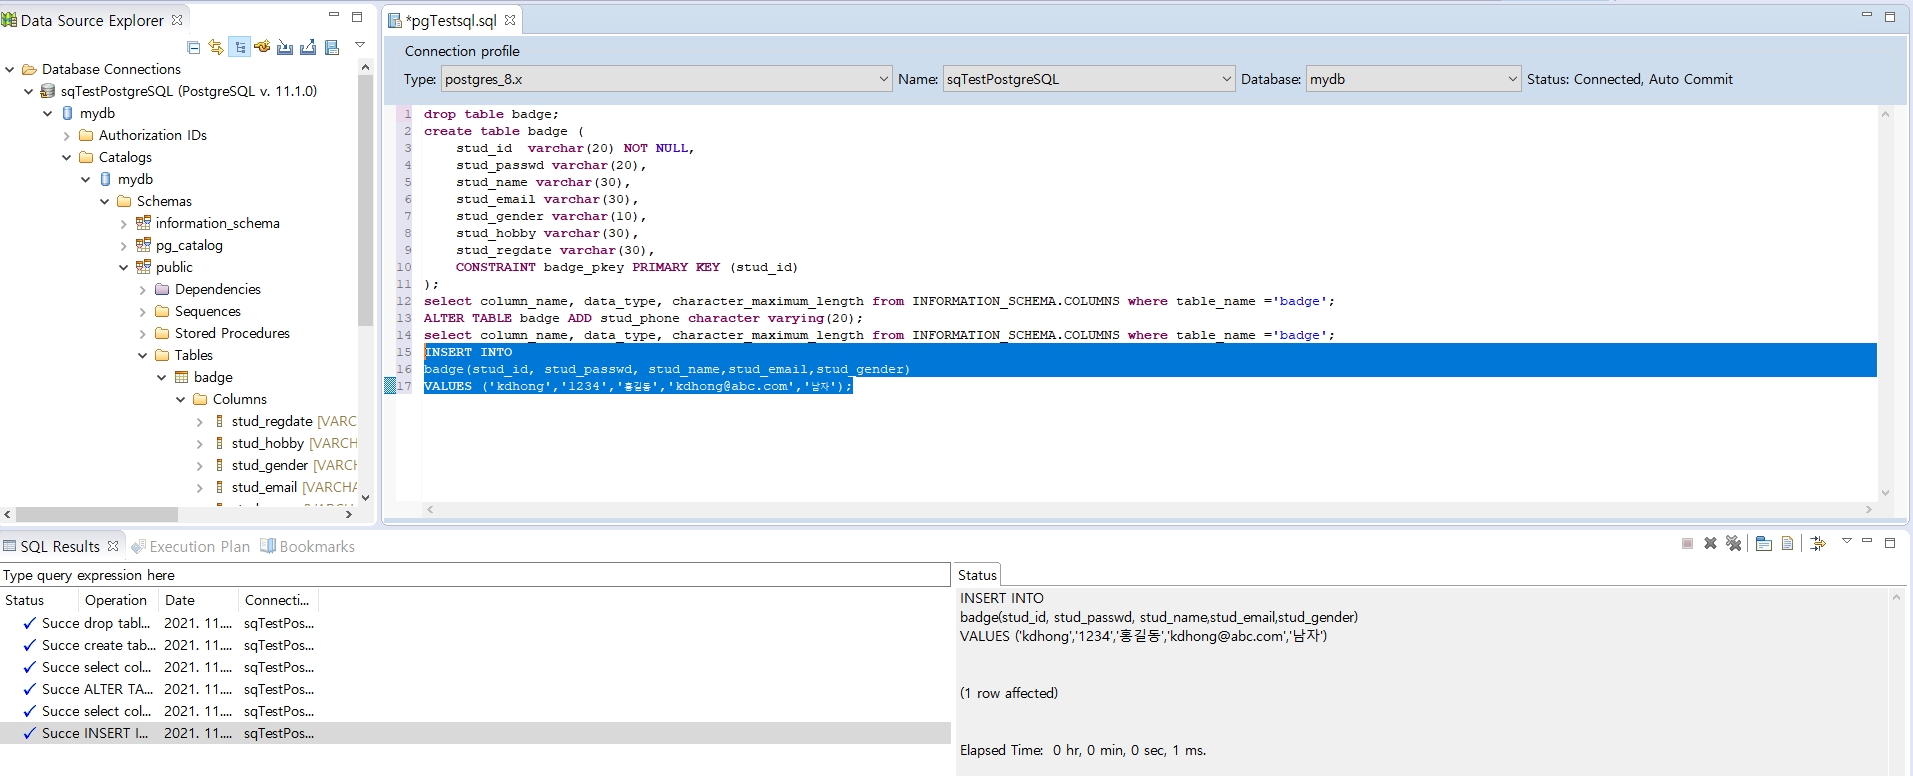 Data Source Explorer
Database Connections
sqTestPostgreSQL (PostgreSQL v. 11.1.0)
mydb
Authorization IDs
Catalogs
mydb
Schemas
information_schema
pg_catalog
public
Dependencies
Sequences
Stored Procedures
Tables
badge
Columns
stud_regdate [VARC
stud_hobby [VARCH
stud_gender [VARCH
stud_email [VARCHA
*pgTestsql.sql
Connection profile
Type: postgres_8.x Name: sqTestPostgreSQL Database: mydb Status: Connected, Auto Commit
1 drop table badge;
2 create table badge (
3 stud_id  varchar(20) NOT NULL,
4 stud_passwd varchar(20),
5 stud_name varchar(30),
6 stud_email varchar(30),
7 stud_gender varchar(10),
8 stud_hobby varchar(30),
9 stud_regdate varchar(30),
10 CONSTRAINT badge_pkey PRIMARY KEY (stud_id)
11 );
12 select column_name, data_type, character_maximum_length from INFORMATION_SCHEMA.COLUMNS where table_name ='badge';
13 ALTER TABLE badge ADD stud_phone character varying(20);
14 select column_name, data_type, character_maximum_length from INFORMATION_SCHEMA.COLUMNS where table_name ='badge';
15 INSERT INTO
16 badge(stud_id, stud_passwd, stud_name,stud_email,stud_gender)
17 VALUES ('kdhong','1234','홍길동','kdhong@abc.com','남자');
SQL Results Execution Plan Bookmarks
Type query expression here
Status Operation Date Connecti...
Succe drop tabl... 2021. 11.... sqTestPos...
Succe create tab... 2021. 11.... sqTestPos...
Succe select col... 2021. 11.... sqTestPos...
Succe ALTER TA... 2021. 11.... sqTestPos...
Succe select col... 2021. 11.... sqTestPos...
Succe INSERT I... 2021. 11.... sqTestPos...
Status
INSERT INTO
badge(stud_id, stud_passwd, stud_name,stud_email,stud_gender)
VALUES ('kdhong','1234','홍길동','kdhong@abc.com','남자')
(1 row affected)
Elapsed Time:  0 hr, 0 min, 0 sec, 1 ms.